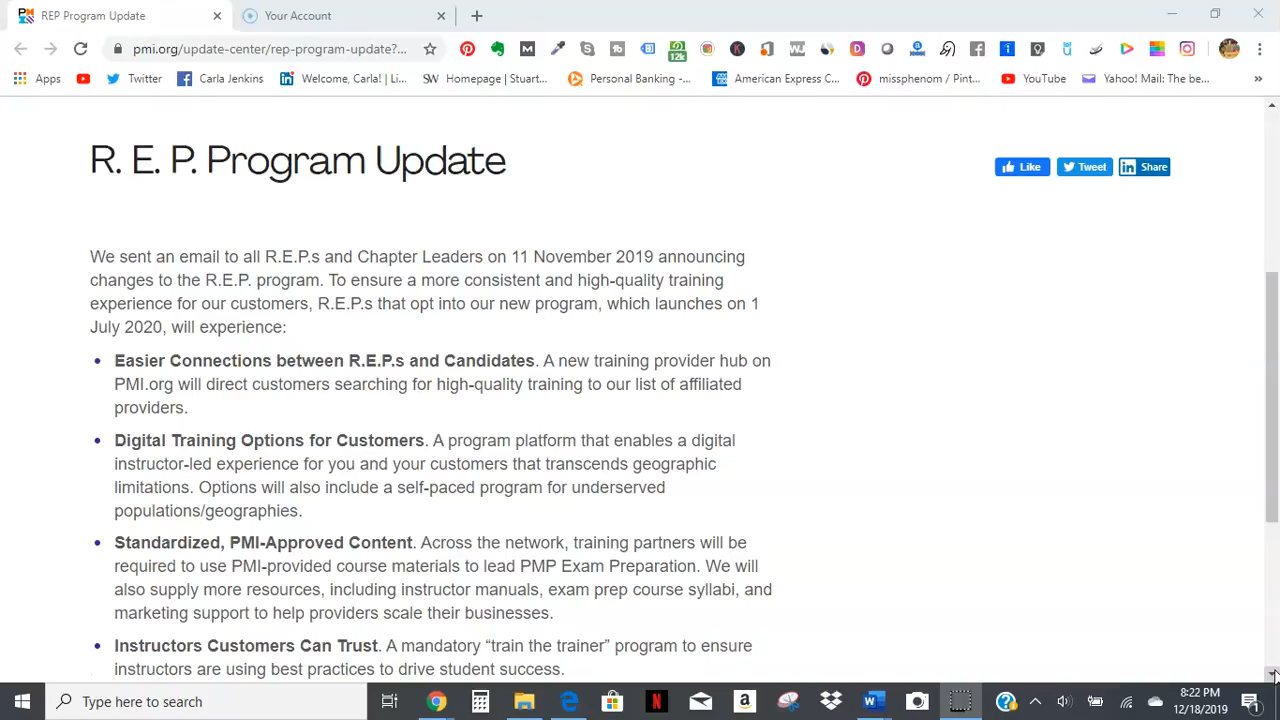 REP Program Update
Your Account
pmi.org/update-center/rep-program-update?...
12k
Apps
Twitter
Carla Jenkins
Welcome, Carla! | Li...
SW Homepage | Stuart...
Personal Banking -...
American Express C...
missphenom / Pint...
YouTube
Yahoo! Mail: The be...
R. E. P. Program Update
Like
Tweet
Share
We sent an email to all R.E.P.s and Chapter Leaders on 11 November 2019 announcing
changes to the R.E.P. program. To ensure a more consistent and high-quality training
experience for our customers, R.E.P.s that opt into our new program, which launches on 1
July 2020, will experience:
• Easier Connections between R.E.P.s and Candidates. A new training provider hub on
PMI.org will direct customers searching for high-quality training to our list of affiliated
providers.
• Digital Training Options for Customers. A program platform that enables a digital
instructor-led experience for you and your customers that transcends geographic
limitations. Options will also include a self-paced program for underserved
populations/geographies.
• Standardized, PMI-Approved Content. Across the network, training partners will be
required to use PMI-provided course materials to lead PMP Exam Preparation. We will
also supply more resources, including instructor manuals, exam prep course syllabi, and
marketing support to help providers scale their businesses.
• Instructors Customers Can Trust. A mandatory “train the trainer” program to ensure
instructors are using best practices to drive student success.
Type here to search
8:22 PM
12/18/2019